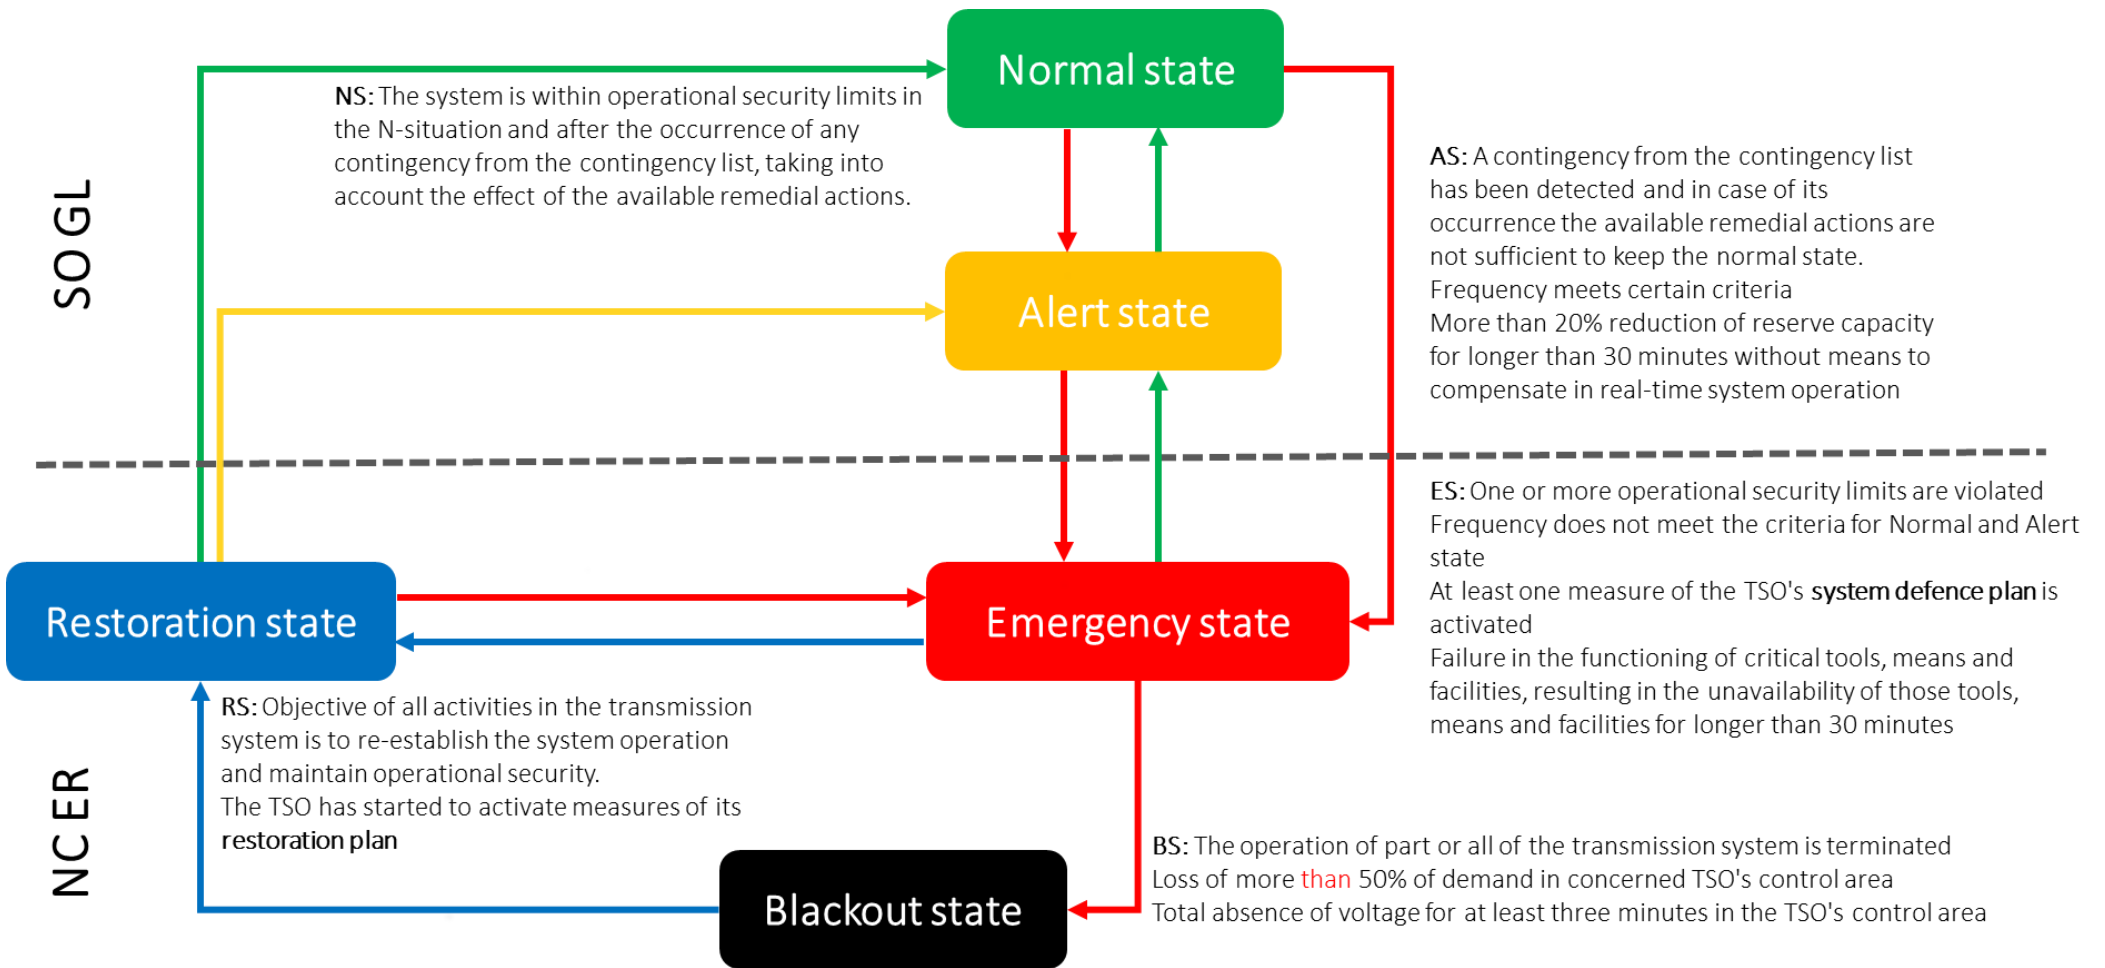 Normal state
NS: The system is within operational security limits in
the N-situation and after the occurrence of any
contingency from the contingency list, taking into
account the effect of the available remedial actions.
SOGL
AS: A contingency from the contingency list
has been detected and in case of its
occurrence the available remedial actions are
not sufficient to keep the normal state.
Frequency meets certain criteria
More than 20% reduction of reserve capacity
for longer than 30 minutes without means to
compensate in real-time system operation
Alert state
ES: One or more operational security limits are violated
Frequency does not meet the criteria for Normal and Alert
state
At least one measure of the TSO's system defence plan is
activated
Failure in the functioning of critical tools, means and
facilities, resulting in the unavailability of those tools,
means and facilities for longer than 30 minutes
Restoration state
Emergency state
RS: Objective of all activities in the transmission
system is to re-establish the system operation
and maintain operational security.
The TSO has started to activate measures of its
restoration plan
NCER
Blackout state
BS: The operation of part or all of the transmission system is terminated
Loss of more than 50% of demand in concerned TSO's control area
Total absence of voltage for at least three minutes in the TSO's control area